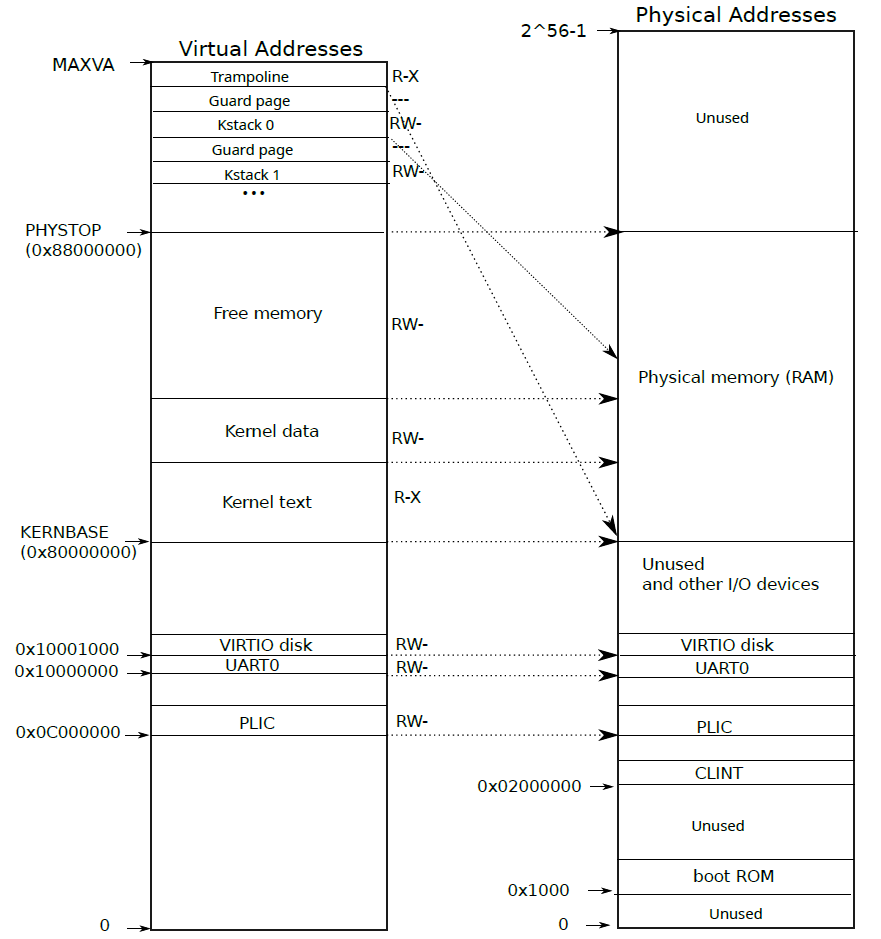 Physical Addresses
2^56-1
Virtual Addresses
MAXVA
Trampoline
R-X
Guard page
---
Kstack 0
RW-
Guard page
---
Kstack 1
RW-
...
Unused
PHYSTOP
(0x88000000)
Free memory
RW-
Physical memory (RAM)
Kernel data
RW-
Kernel text
R-X
KERNBASE
(0x80000000)
Unused
and other I/O devices
0x10001000
VIRTIO disk
RW-
VIRTIO disk
0x10000000
UART0
RW-
UART0
0x0C000000
PLIC
RW-
PLIC
CLINT
0x02000000
Unused
boot ROM
0x1000
Unused
0
0